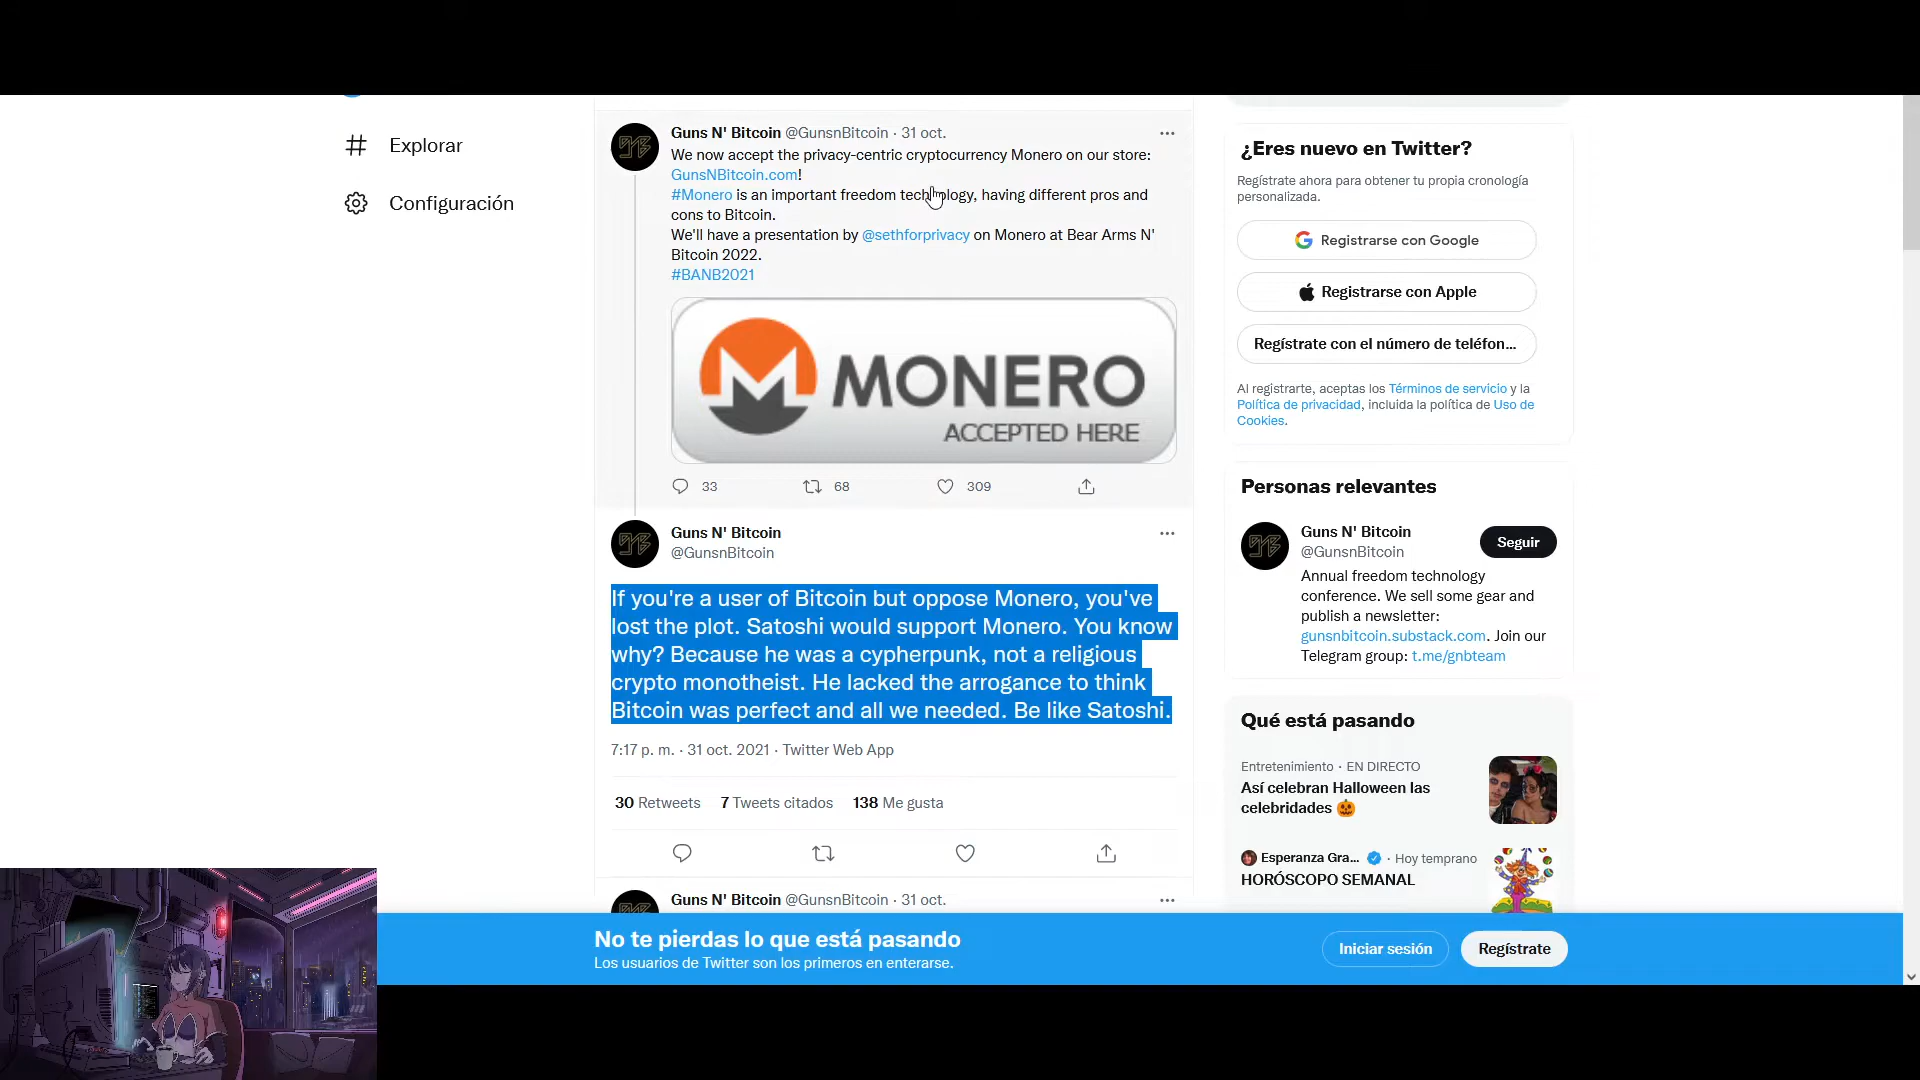 Explorar
Configuración
Guns N' Bitcoin @GunsnBitcoin · 31 oct.
We now accept the privacy-centric cryptocurrency Monero on our store:
GunsNBitcoin.com!
#Monero is an important freedom technology, having different pros and
cons to Bitcoin.
We'll have a presentation by @sethforprivacy on Monero at Bear Arms N'
Bitcoin 2022.
#BANB2021
MONERO
ACCEPTED HERE
33 68 309
Guns N' Bitcoin
@GunsnBitcoin
If you're a user of Bitcoin but oppose Monero, you've
lost the plot. Satoshi would support Monero. You know
why? Because he was a cypherpunk, not a religious
crypto monotheist. He lacked the arrogance to think
Bitcoin was perfect and all we needed. Be like Satoshi.
7:17 p. m. · 31 oct. 2021 · Twitter Web App
30 Retweets 7 Tweets citados 138 Me gusta
Guns N' Bitcoin @GunsnBitcoin · 31 oct.
¿Eres nuevo en Twitter?
Regístrate ahora para obtener tu propia cronología
personalizada.
Registrarse con Google
Registrarse con Apple
Regístrate con el número de teléfon...
Al registrarte, aceptas los Términos de servicio y la
Política de privacidad, incluida la política de Uso de
Cookies.
Personas relevantes
Guns N' Bitcoin
@GunsnBitcoin
Seguir
Annual freedom technology
conference. We sell some gear and
publish a newsletter:
gunsnbitcoin.substack.com. Join our
Telegram group: t.me/gnbteam
Qué está pasando
Entretenimiento · EN DIRECTO
Así celebran Halloween las
celebridades 🎃
Esperanza Gra... · Hoy temprano
HORÓSCOPO SEMANAL
No te pierdas lo que está pasando
Los usuarios de Twitter son los primeros en enterarse.
Iniciar sesión
Regístrate